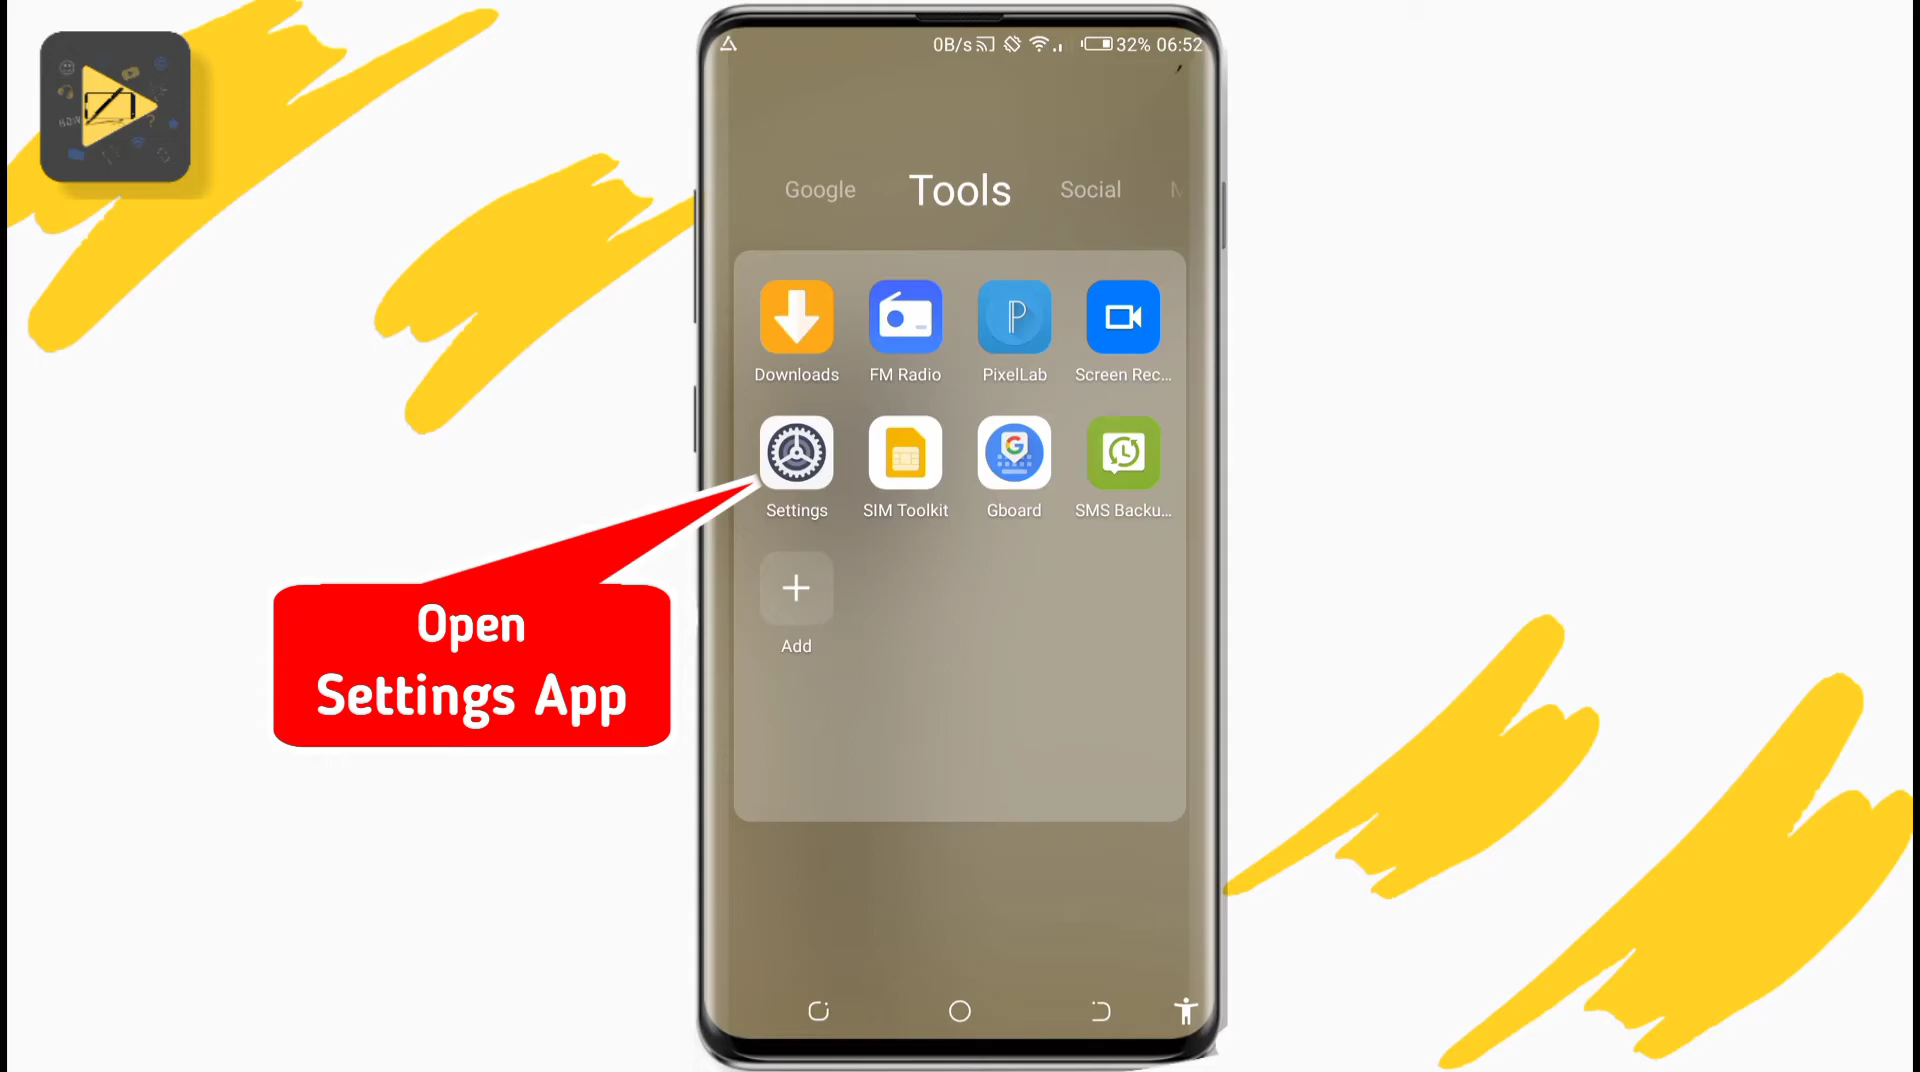 0B/s 32% 06:52
Google Tools Social
Downloads FM Radio PixelLab Screen Rec...
Settings SIM Toolkit Gboard SMS Backu...
Add
Open
Settings App